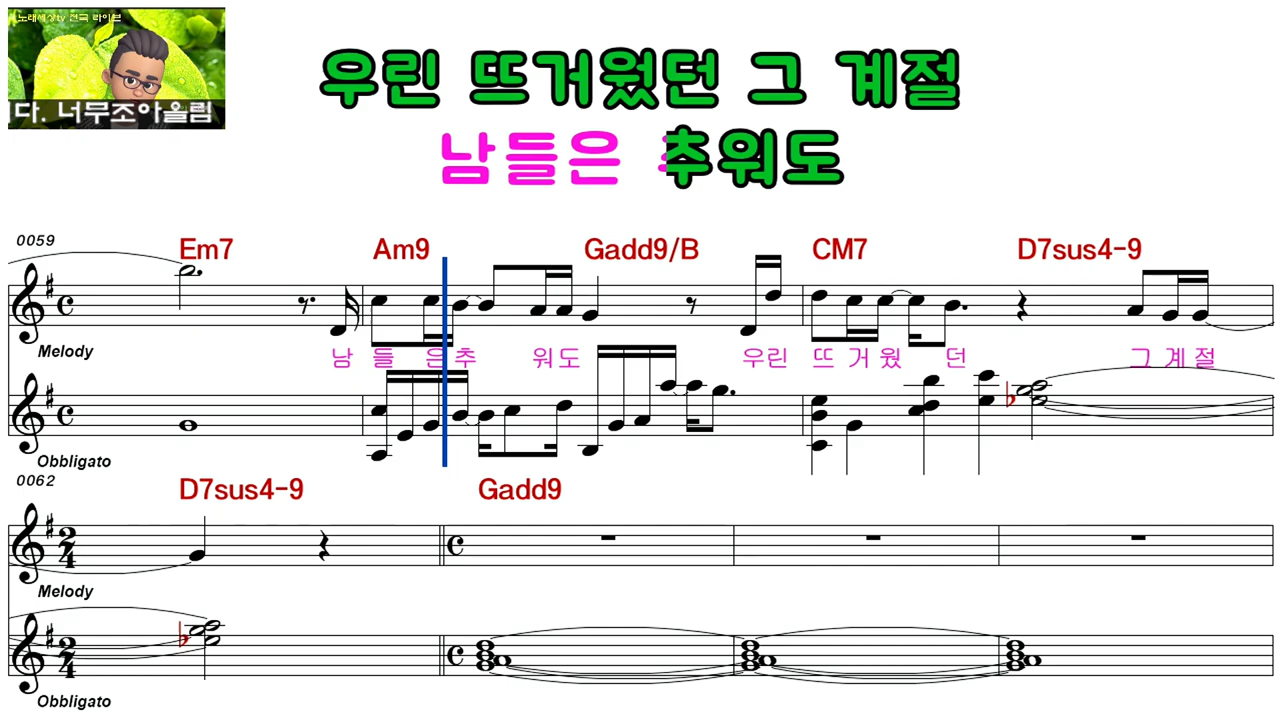 노래세상tv 전국 라이브
다. 너무조아올림
우린 뜨거웠던 그 계절
남들은 추워도
0059
Em7 Am9 Gadd9/B CM7 D7sus4-9
Melody
남 들 은추 워도 우린 뜨 거 웠 던 그 계 절
Obbligato
0062
D7sus4-9 Gadd9
Melody
Obbligato